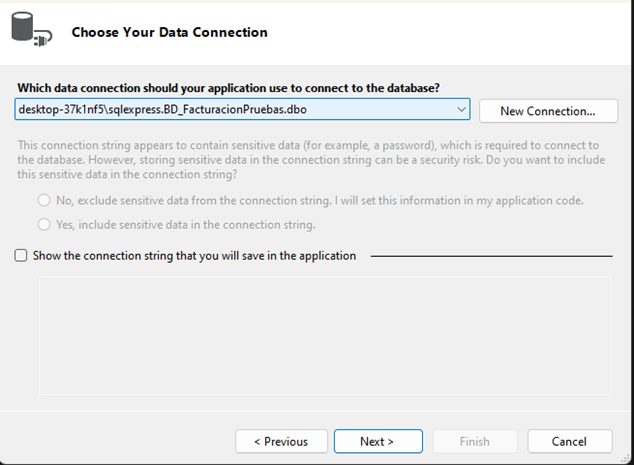 Choose Your Data Connection
Which data connection should your application use to connect to the database?
desktop-37k1nf5\sqlexpress.BD_FacturacionPruebas.dbo
New Connection...
This connection string appears to contain sensitive data (for example, a password), which is required to connect to
the database. However, storing sensitive data in the connection string can be a security risk. Do you want to include
this sensitive data in the connection string?
No, exclude sensitive data from the connection string. I will set this information in my application code.
Yes, include sensitive data in the connection string.
Show the connection string that you will save in the application
< Previous
Next >
Finish
Cancel